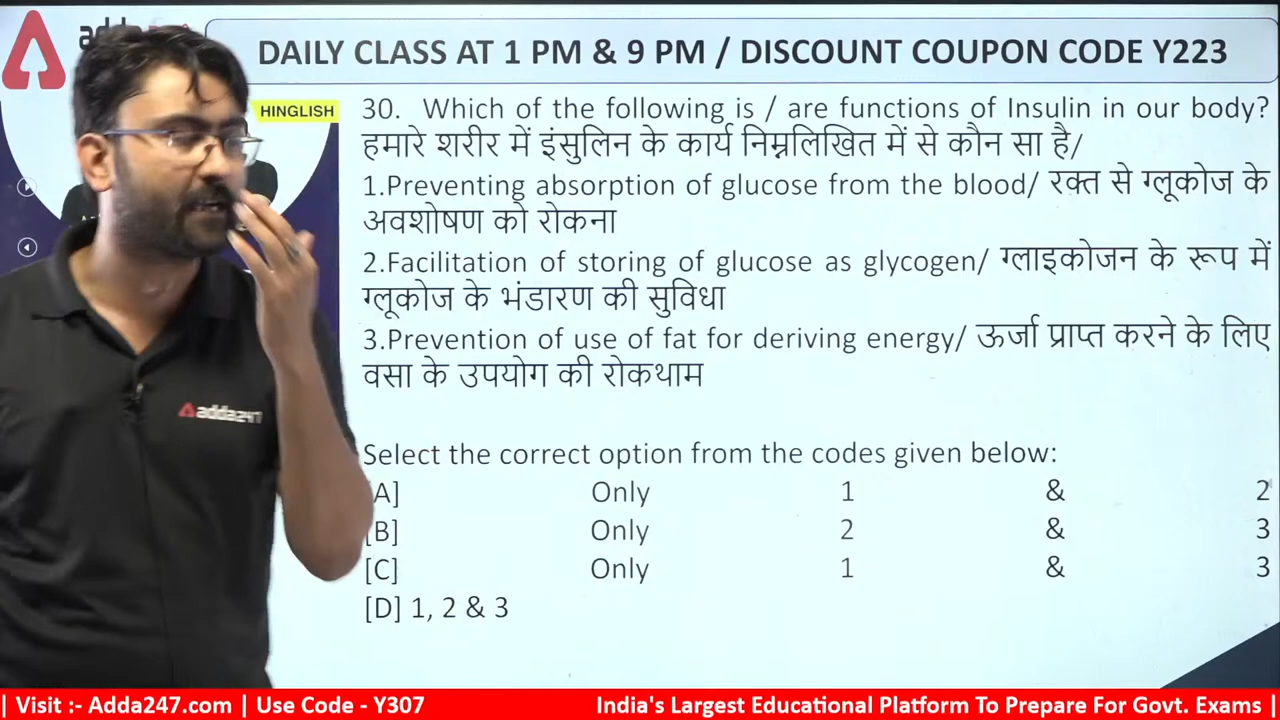 adda247
DAILY CLASS AT 1 PM & 9 PM / DISCOUNT COUPON CODE Y223
HINGLISH
30. Which of the following is / are functions of Insulin in our body?
हमारे शरीर में इंसुलिन के कार्य निम्नलिखित में से कौन सा है/
1.Preventing absorption of glucose from the blood/ रक्त से ग्लूकोज के
अवशोषण को रोकना
2.Facilitation of storing of glucose as glycogen/ ग्लाइकोजन के रूप में
ग्लूकोज के भंडारण की सुविधा
3.Prevention of use of fat for deriving energy/ ऊर्जा प्राप्त करने के लिए
वसा के उपयोग की रोकथाम
adda247
Select the correct option from the codes given below:
A] Only 1 & 2
[B] Only 2 & 3
[C] Only 1 & 3
[D] 1, 2 & 3
| Visit :- Adda247.com | Use Code - Y307 India's Largest Educational Platform To Prepare For Govt. Exams |